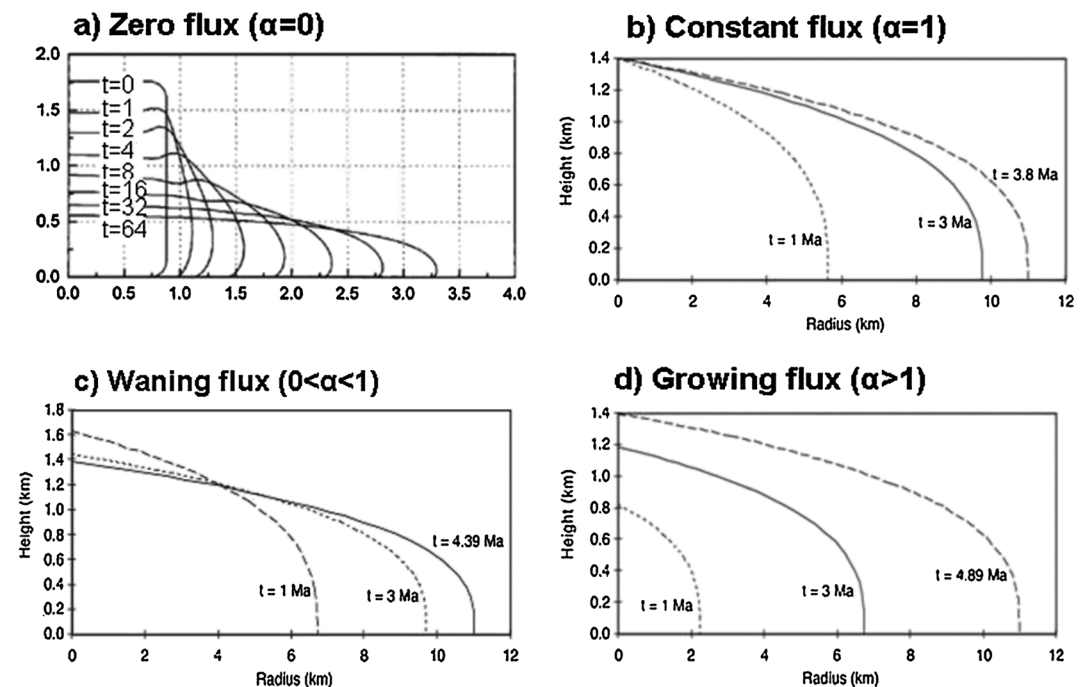 a) Zero flux (α=0)
2.0
1.5
1.0
0.5
0.0
t=0
t=1
t=2
t=4
t=8
t=16
t=32
t=64
0.0 0.5 1.0 1.5 2.0 2.5 3.0 3.5 4.0
b) Constant flux (α=1)
Height (km)
1.4
1.2
1.0
0.8
0.6
0.4
0.2
0.0
t = 3.8 Ma
t = 3 Ma
t = 1 Ma
0 2 4 6 8 10 12
Radius (km)
c) Waning flux (0<α<1)
Height (km)
1.8
1.6
1.4
1.2
1.0
0.8
0.6
0.4
0.2
0.0
t = 4.39 Ma
t = 1 Ma
t = 3 Ma
0 2 4 6 8 10 12
Radius (km)
d) Growing flux (α>1)
Height (km)
1.4
1.2
1.0
0.8
0.6
0.4
0.2
0.0
t = 4.89 Ma
t = 3 Ma
t = 1 Ma
0 2 4 6 8 10 12
Radius (km)